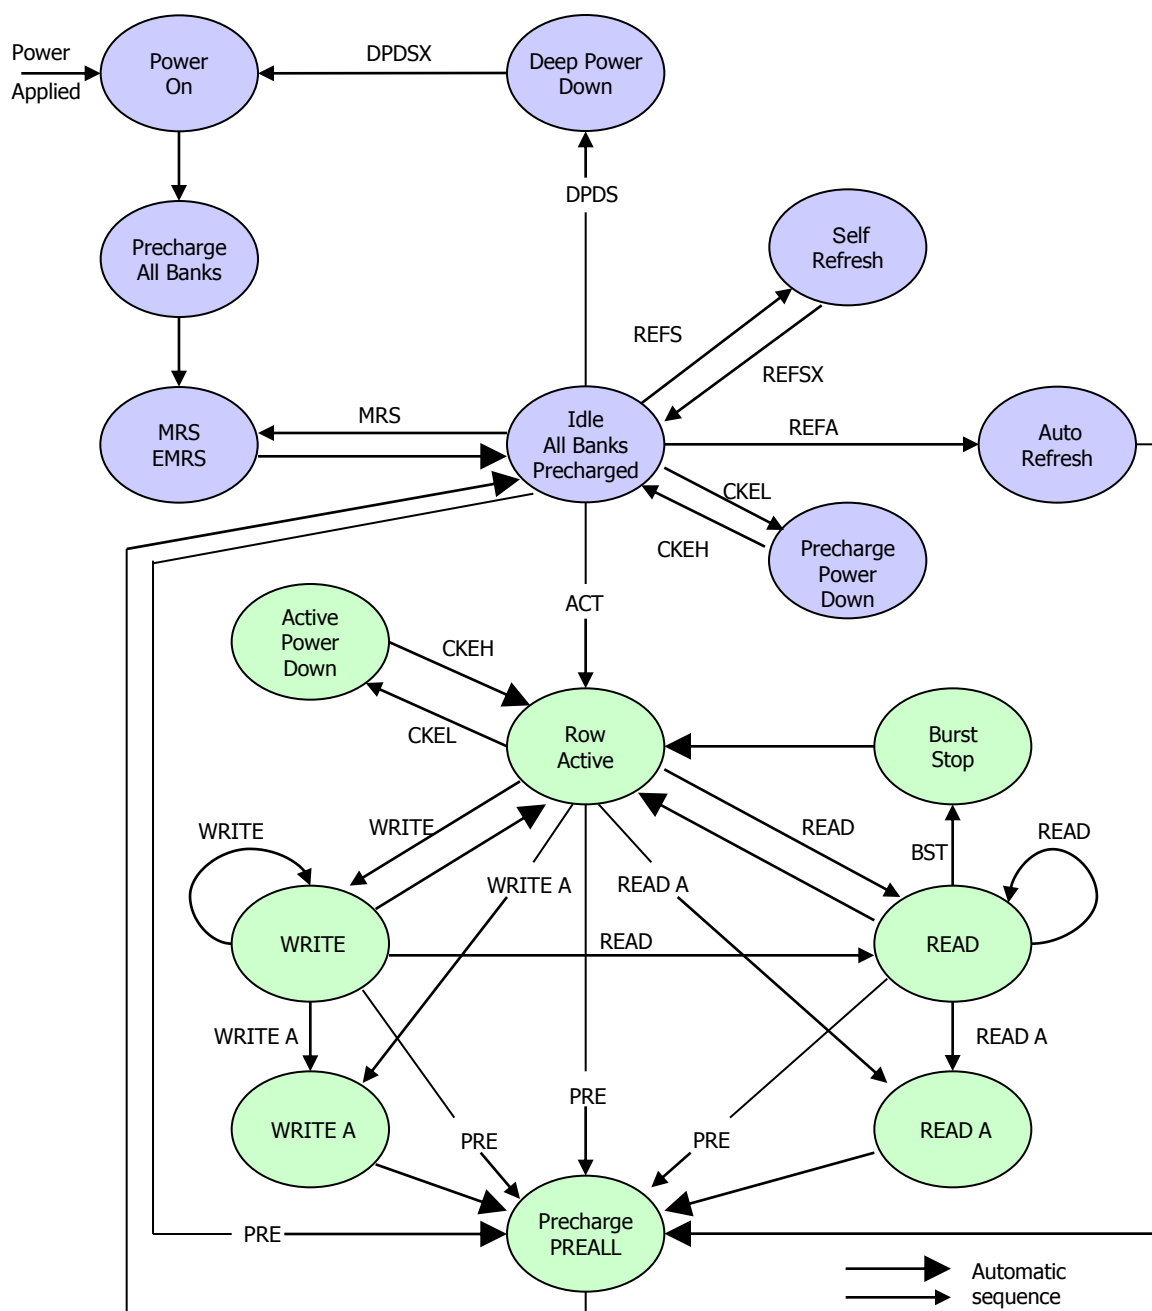 Power
Applied
Power
On
DPDSX
Deep Power
Down
DPDS
Precharge
All Banks
Self
Refresh
REFS
REFSX
MRS
EMRS
MRS
Idle
All Banks
Precharged
REFA
Auto
Refresh
CKEL
CKEH
Precharge
Power
Down
ACT
Active
Power
Down
CKEH
CKEL
Row
Active
Burst
Stop
WRITE
WRITE
READ
BST
READ
WRITE A
READ A
WRITE
READ
READ
WRITE A
READ A
PRE
WRITE A
PRE
PRE
READ A
PRE
Precharge
PREALL
Automatic
sequence